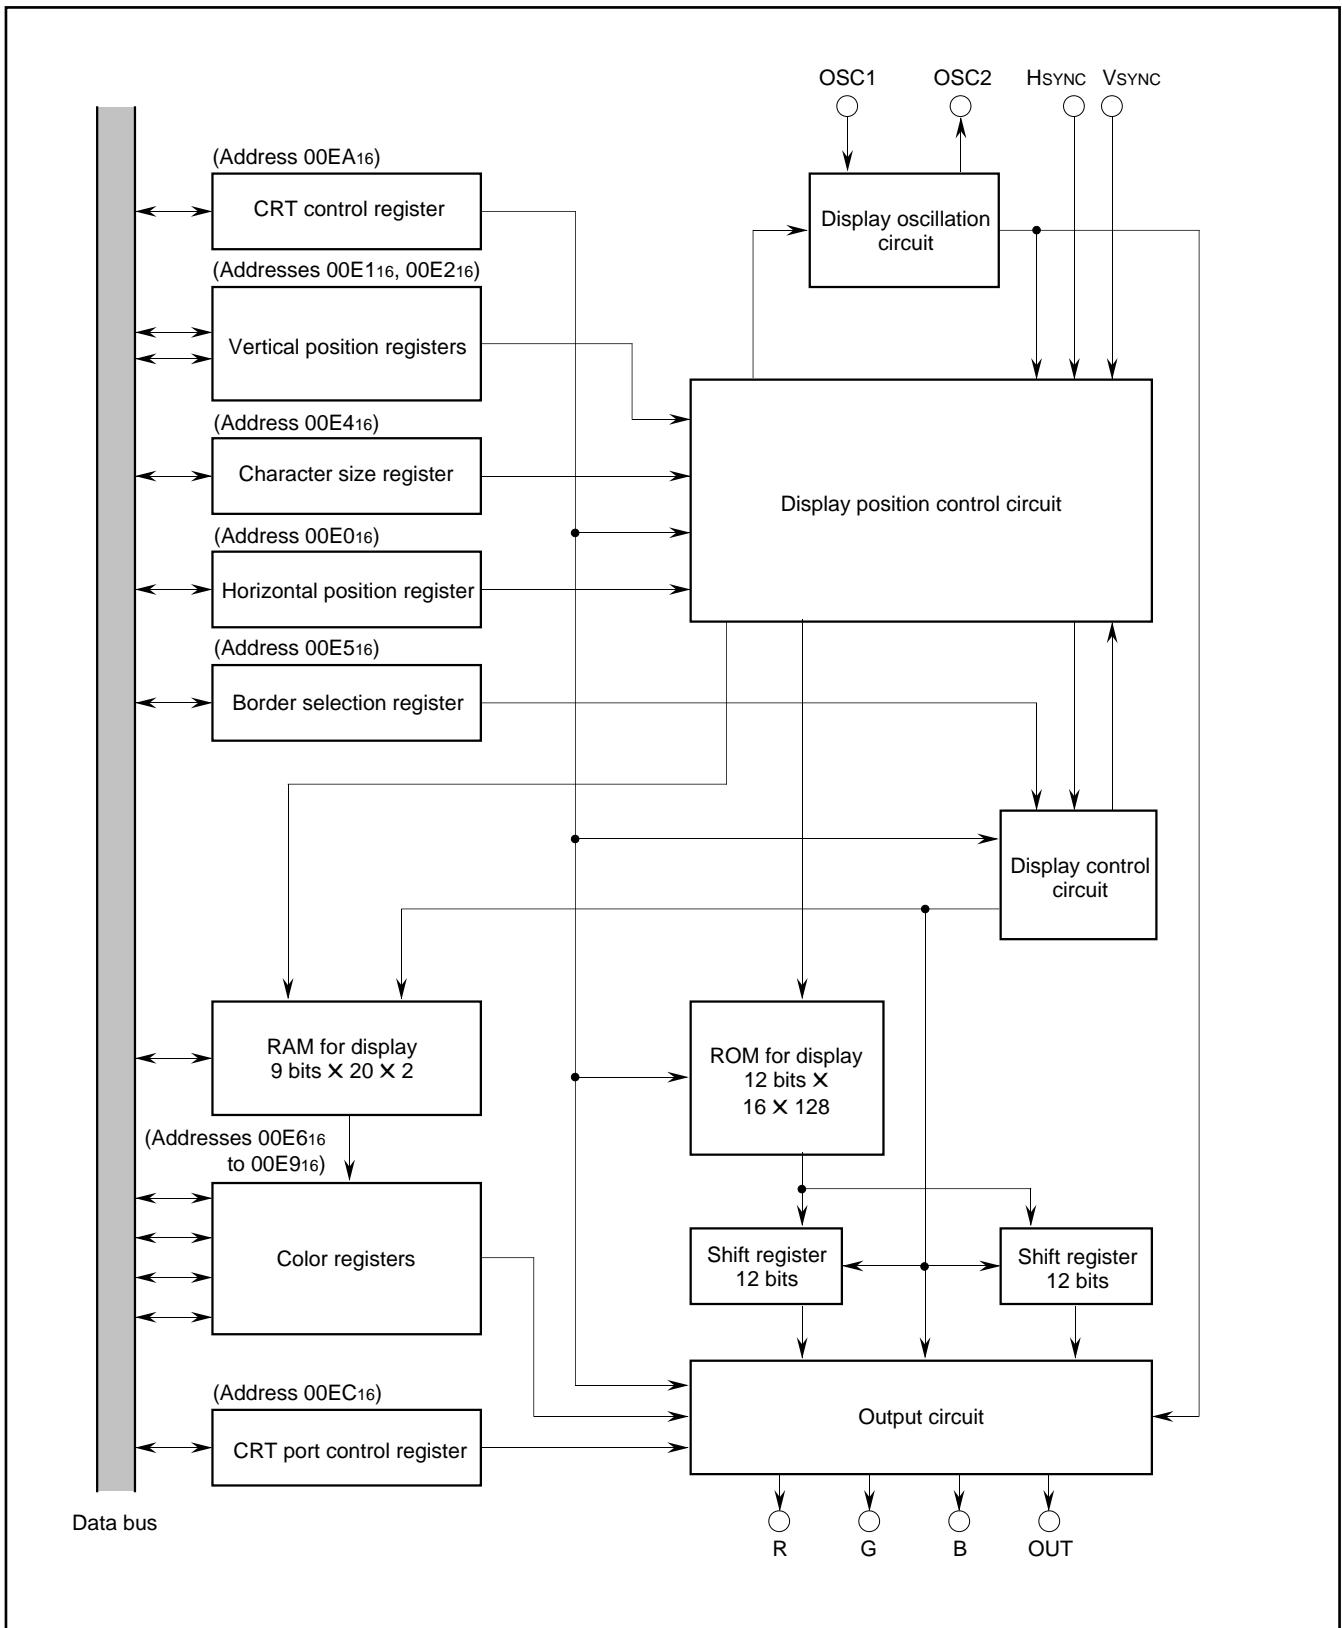 OSC1
OSC2
HSYNC
VSYNC
(Address 00EA16)
CRT control register
Display oscillation
circuit
(Addresses 00E116, 00E216)
Vertical position registers
(Address 00E416)
Character size register
Display position control circuit
(Address 00E016)
Horizontal position register
(Address 00E516)
Border selection register
Display control
circuit
RAM for display
9 bits × 20 × 2
ROM for display
12 bits ×
16 × 128
(Addresses 00E616
to 00E916)
Color registers
Shift register
12 bits
Shift register
12 bits
(Address 00EC16)
CRT port control register
Output circuit
Data bus
R
G
B
OUT